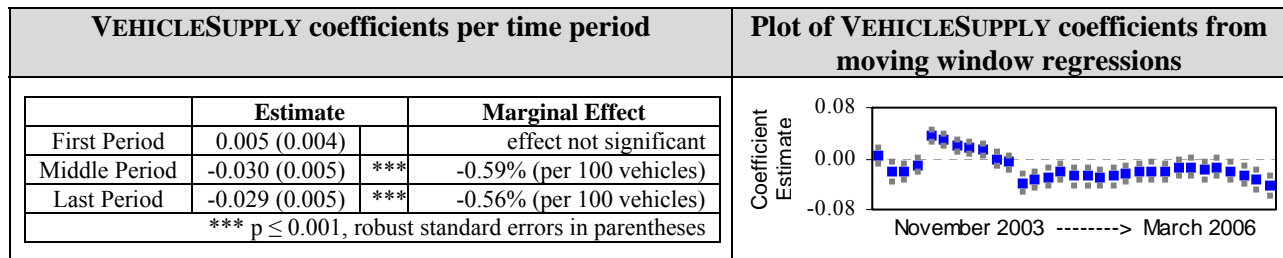 VEHICLESUPPLY coefficients per time period
Plot of VEHICLESUPPLY coefficients from
moving window regressions
Estimate Marginal Effect
First Period 0.005 (0.004) effect not significant
Middle Period -0.030 (0.005) *** -0.59% (per 100 vehicles)
Last Period -0.029 (0.005) *** -0.56% (per 100 vehicles)
*** p ≤ 0.001, robust standard errors in parentheses
Coefficient
Estimate
0.08
0.00
-0.08
November 2003 --------> March 2006